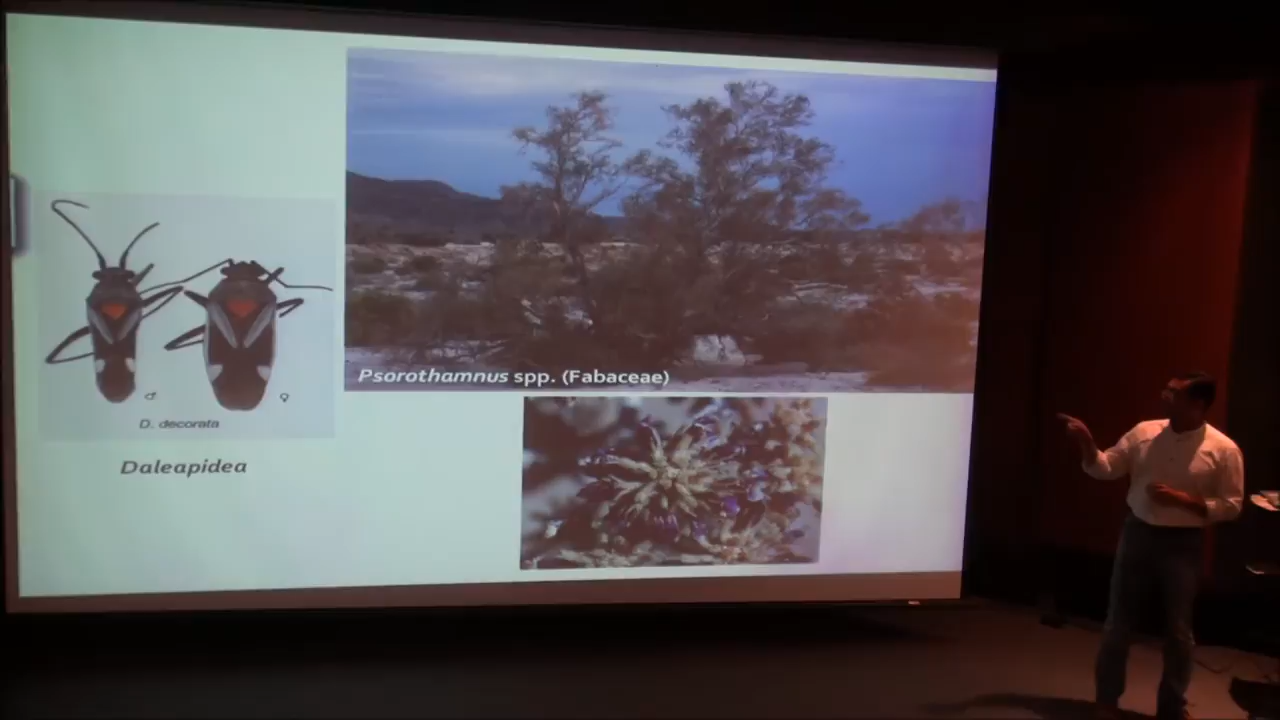 Psorothamnus spp. (Fabaceae)
♂
♀
D. decorata
Daleapidea